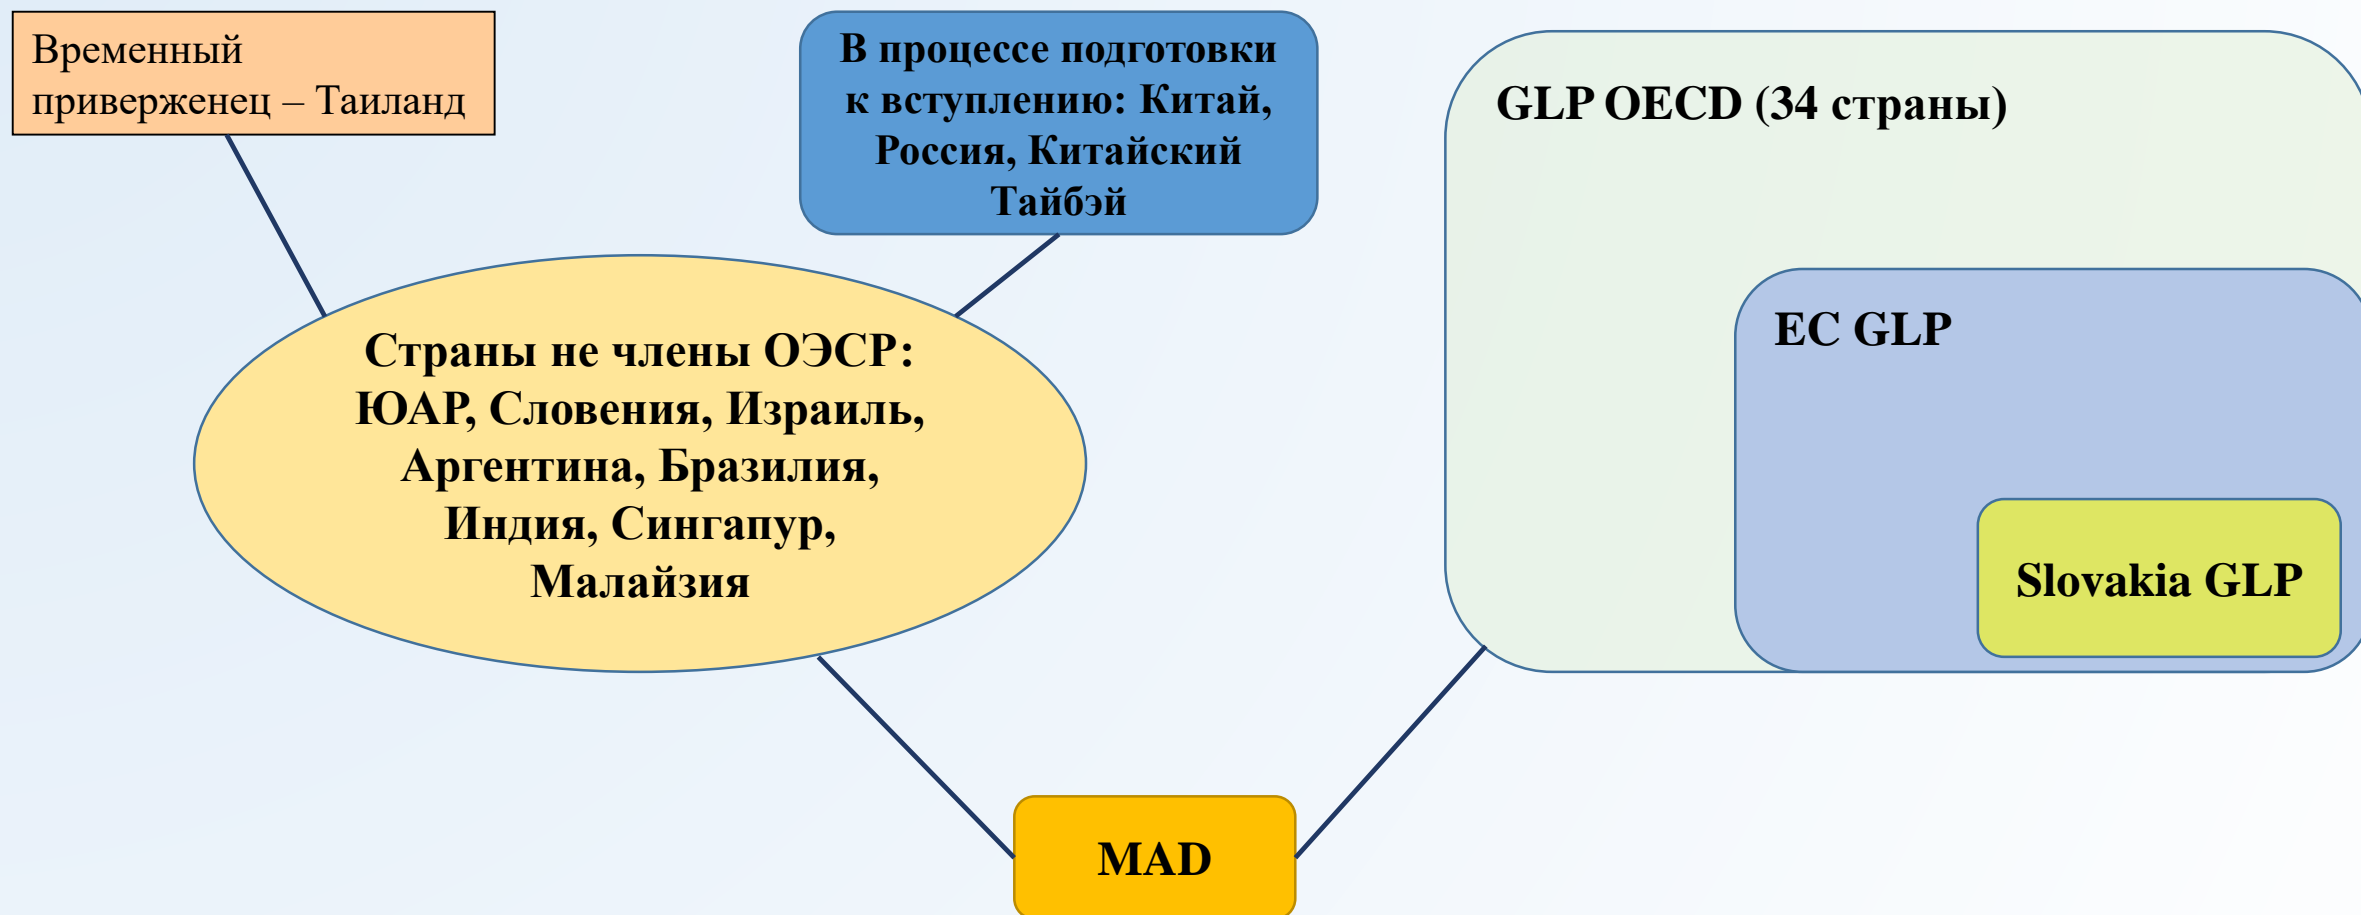 Временный
приверженец – Таиланд
В процессе подготовки
к вступлению: Китай,
Россия, Китайский
Тайбэй
GLP OECD (34 страны)
EC GLP
Slovakia GLP
Страны не члены ОЭСР:
ЮАР, Словения, Израиль,
Аргентина, Бразилия,
Индия, Сингапур,
Малайзия
MAD